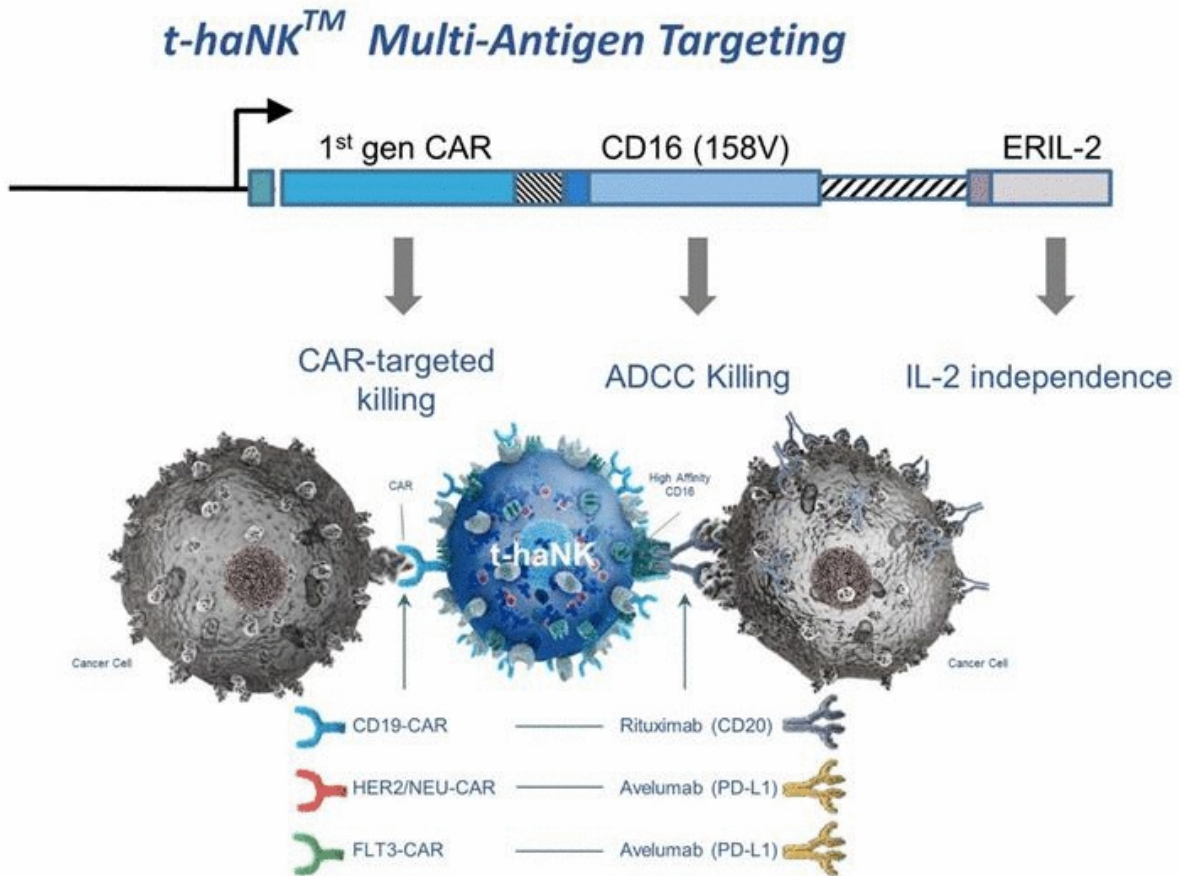 t-haNK™ Multi-Antigen Targeting
1st gen CAR CD16 (158V) ERIL-2
CAR-targeted
killing
ADCC Killing
IL-2 independence
CAR
High Affinity
CD16
t-haNK
Cancer Cell
Cancer Cell
CD19-CAR Rituximab (CD20)
HER2/NEU-CAR Avelumab (PD-L1)
FLT3-CAR Avelumab (PD-L1)